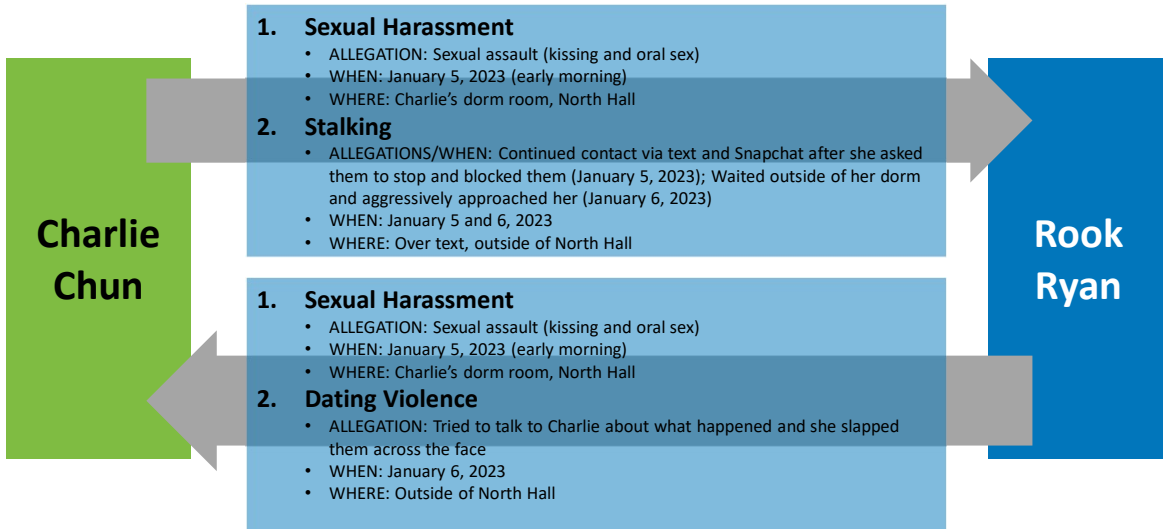 1. Sexual Harassment
• ALLEGATION: Sexual assault (kissing and oral sex)
• WHEN: January 5, 2023 (early morning)
• WHERE: Charlie's dorm room, North Hall
2. Stalking
• ALLEGATIONS/WHEN: Continued contact via text and Snapchat after she asked
them to stop and blocked them (January 5, 2023); Waited outside of her dorm
and aggressively approached her (January 6, 2023)
• WHEN: January 5 and 6, 2023
• WHERE: Over text, outside of North Hall
Charlie
Chun
Rook
Ryan
1. Sexual Harassment
• ALLEGATION: Sexual assault (kissing and oral sex)
• WHEN: January 5, 2023 (early morning)
• WHERE: Charlie's dorm room, North Hall
2. Dating Violence
• ALLEGATION: Tried to talk to Charlie about what happened and she slapped
them across the face
• WHEN: January 6, 2023
• WHERE: Outside of North Hall